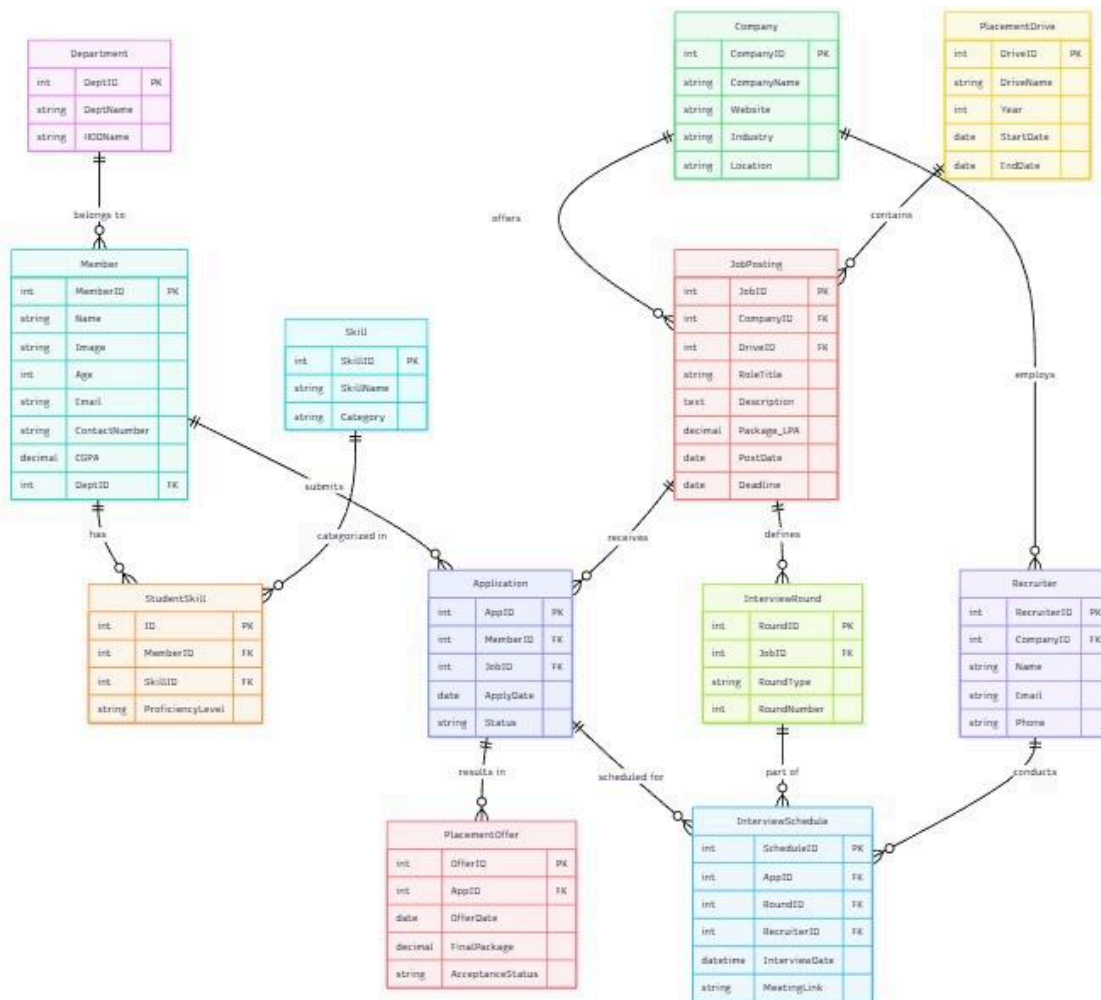 Department
int DeptID PK
string DeptName
string HODName
belongs to
Company
int CompanyID PK
string CompanyName
string Website
string Industry
string Location
PlacementDrive
int DriveID PK
string DriveName
int Year
date StartDate
date EndDate
offers
contains
employs
Member
int MemberID PK
string Name
string Image
int Age
string Email
string ContactNumber
decimal CGPA
int DeptID FK
Skill
int SkillID PK
string SkillName
string Category
JobPosting
int JobID PK
int CompanyID FK
int DriveID FK
string RoleTitle
text Description
decimal Package_LPA
date PostDate
date Deadline
has
submits
categorized in
receives
defines
StudentSkill
int ID PK
int MemberID FK
int SkillID FK
string ProficiencyLevel
Application
int AppID PK
int MemberID FK
int JobID FK
date ApplyDate
string Status
InterviewRound
int RoundID PK
int JobID FK
string RoundType
int RoundNumber
Recruiter
int RecruiterID PK
int CompanyID FK
string Name
string Email
string Phone
results in
scheduled for
part of
conducts
PlacementOffer
int OfferID PK
int AppID FK
date OfferDate
decimal FinalPackage
string AcceptanceStatus
InterviewSchedule
int ScheduleID PK
int AppID FK
int RoundID FK
int RecruiterID FK
datetime InterviewDate
string MeetingLink